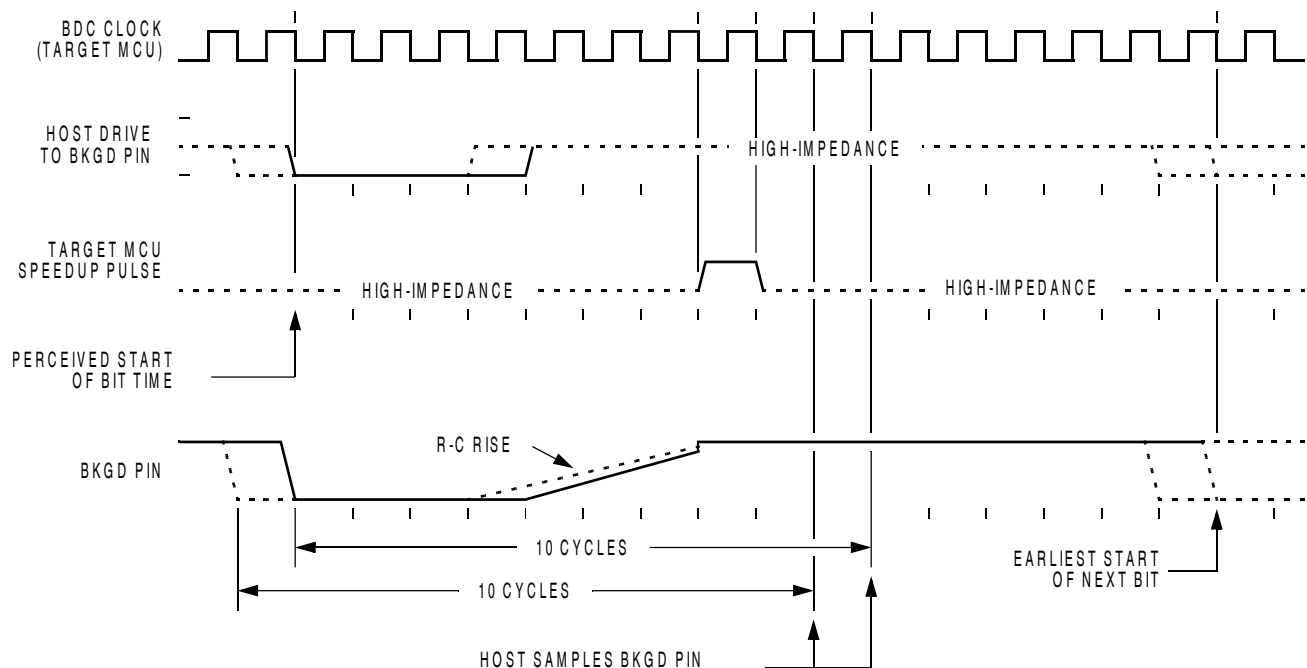 BDC CLOCK
(TARGET MCU)
HOST DRIVE
TO BKGD PIN
HIGH-IMPEDANCE
TARGET MCU
SPEEDUP PULSE
HIGH-IMPEDANCE
HIGH-IMPEDANCE
PERCEIVED START
OF BIT TIME
R-C RISE
BKGD PIN
10 CYCLES
EARLIEST START
OF NEXT BIT
10 CYCLES
HOST SAMPLES BKGD PIN